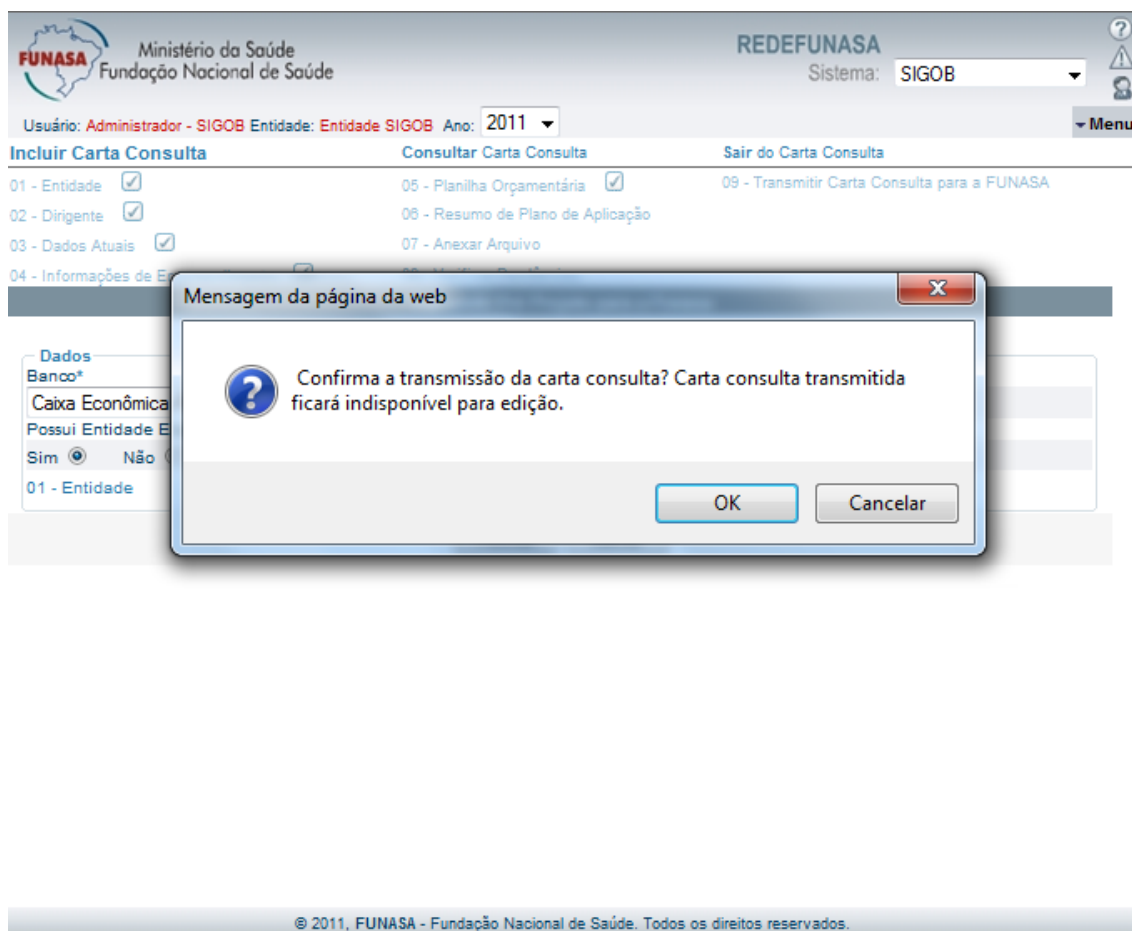 FUNASA
Ministério da Saúde
Fundação Nacional de Saúde
REDEFUNASA
Sistema: SIGOB
Usuário: Administrador - SIGOB Entidade: Entidade SIGOB Ano: 2011
Menu
Incluir Carta Consulta
Consultar Carta Consulta
Sair do Carta Consulta
01 - Entidade
05 - Planilha Orçamentária
09 - Transmitir Carta Consulta para a FUNASA
02 - Dirigente
06 - Resumo de Plano de Aplicação
03 - Dados Atuais
07 - Anexar Arquivo
04 - Informações de
Mensagem da página da web
Confirma a transmissão da carta consulta? Carta consulta transmitida
ficará indisponível para edição.
OK
Cancelar
Dados
Banco*
Caixa Econômica
Possui Entidade E
Sim Não
01 - Entidade
© 2011, FUNASA - Fundação Nacional de Saúde. Todos os direitos reservados.